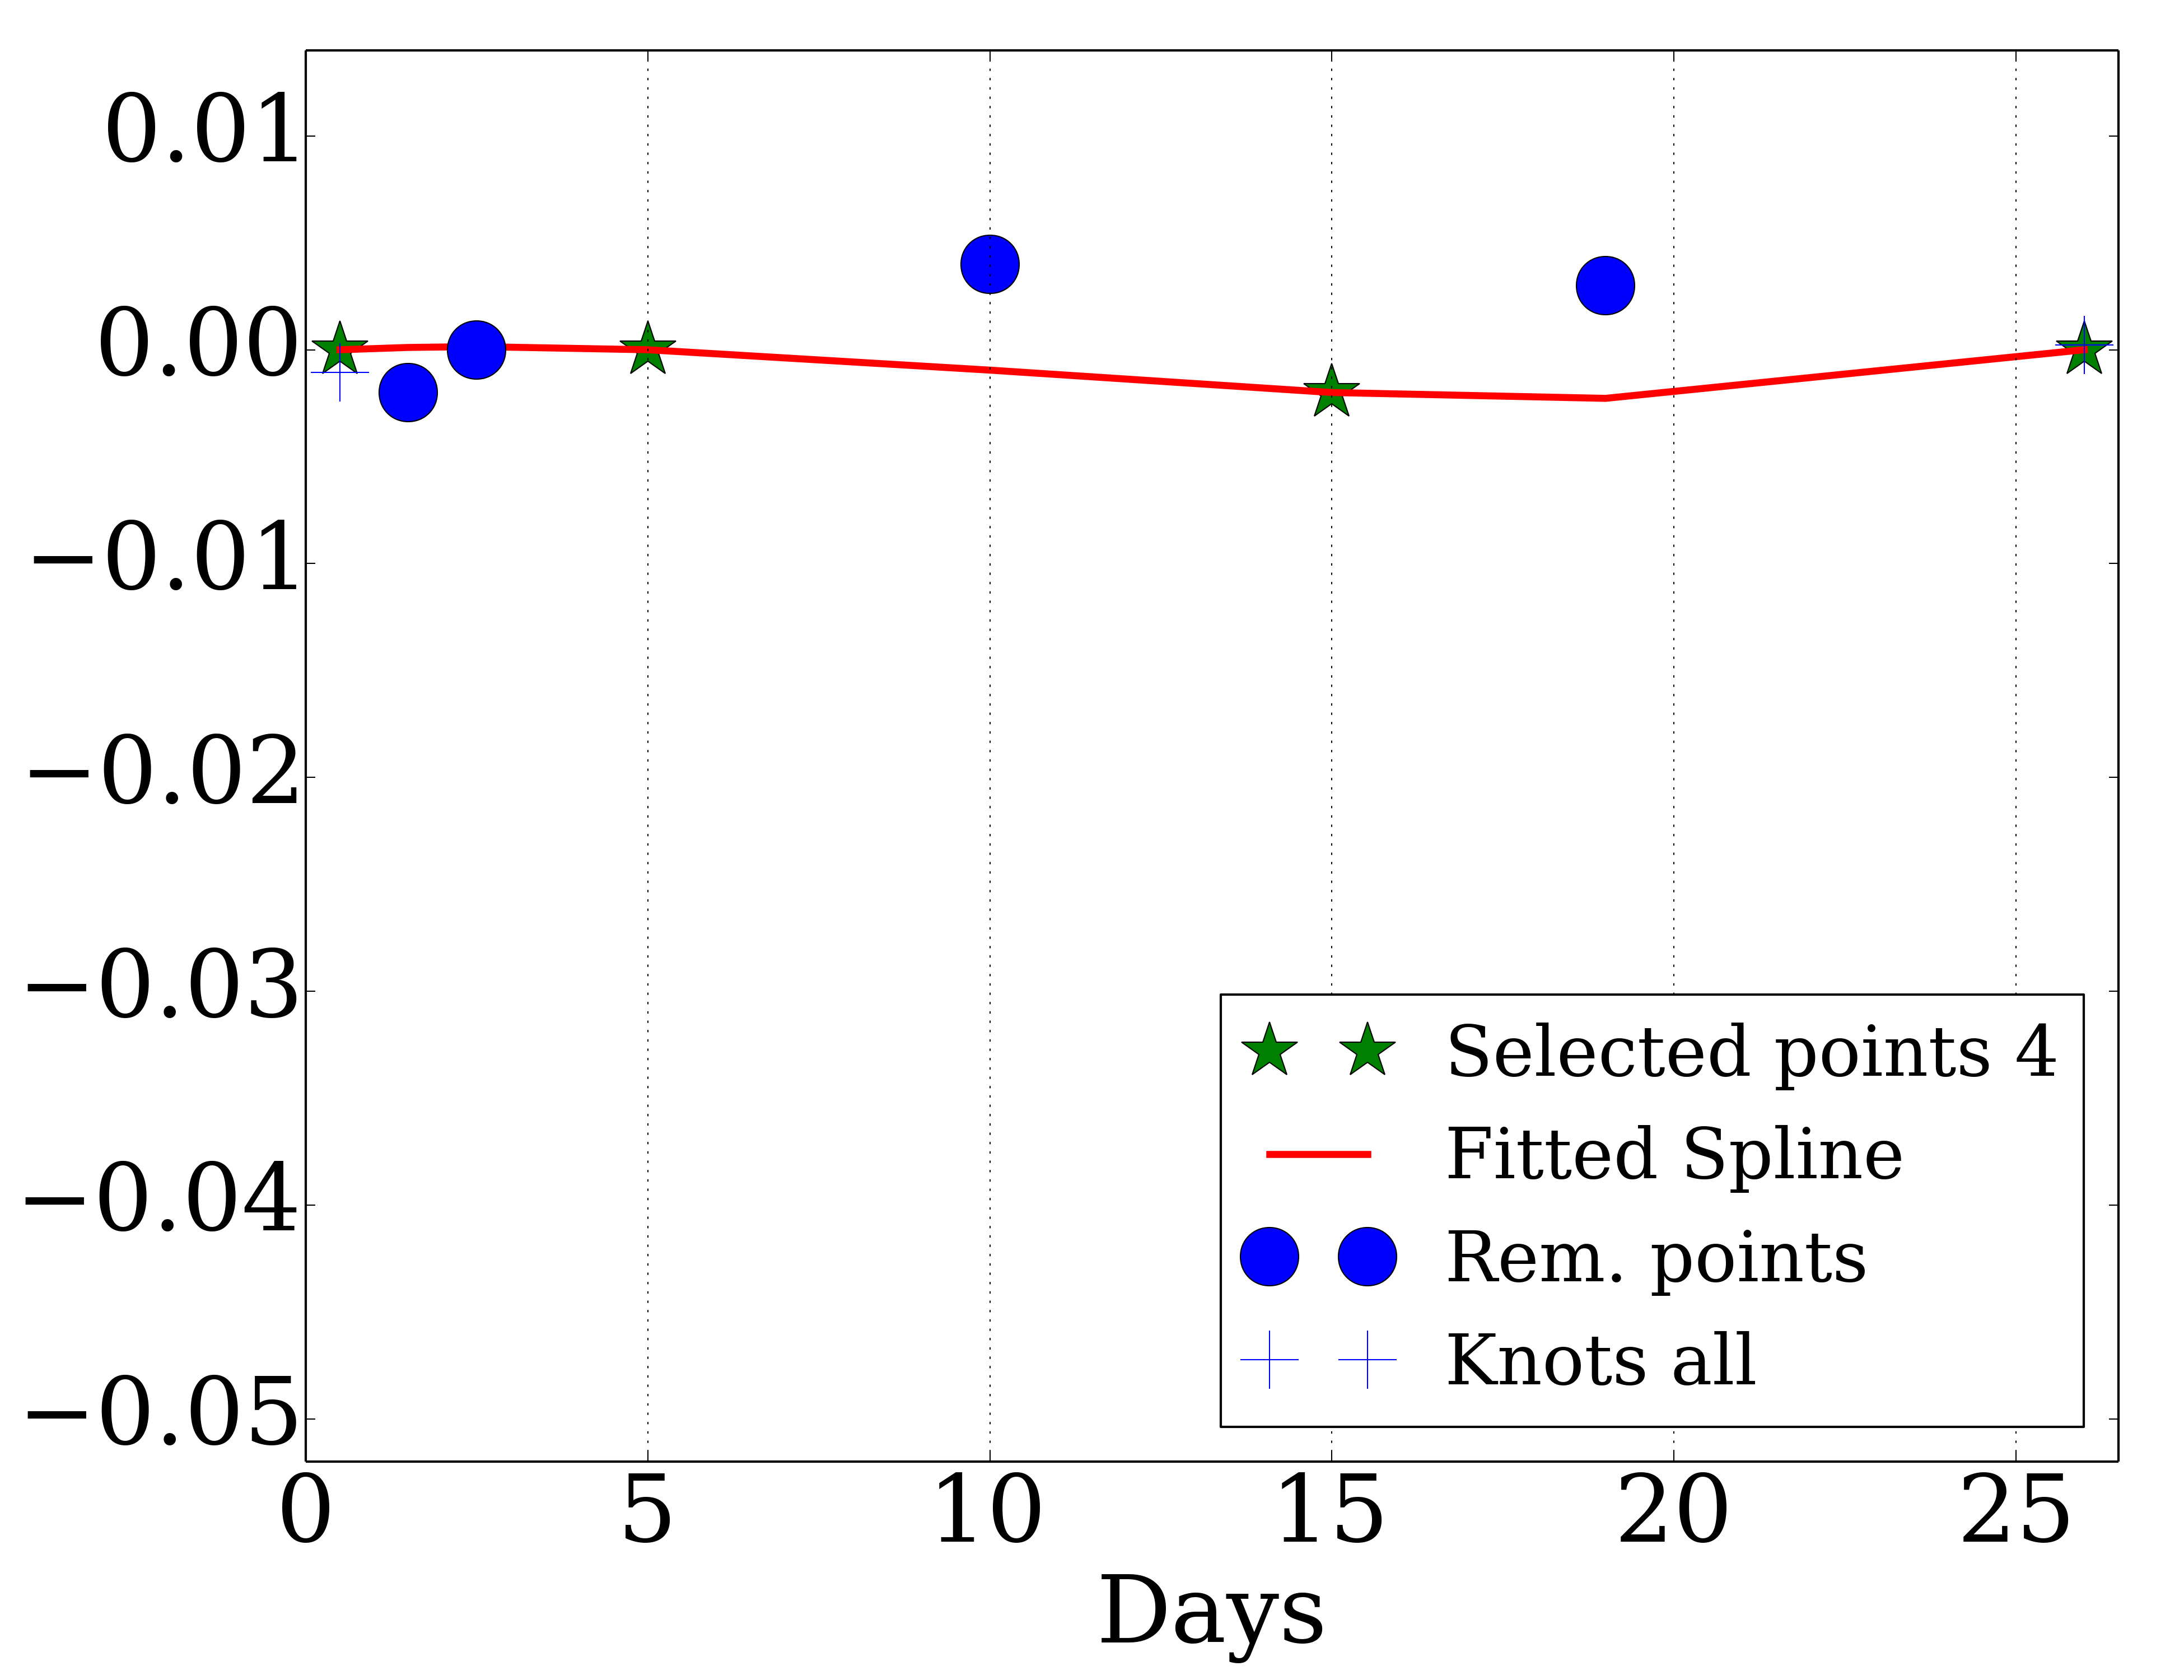 0.01
0.00
−0.01
−0.02
−0.03
−0.04
−0.05
Selected points 4
Fitted Spline
Rem. points
Knots all
0 5 10 15 20 25
Days